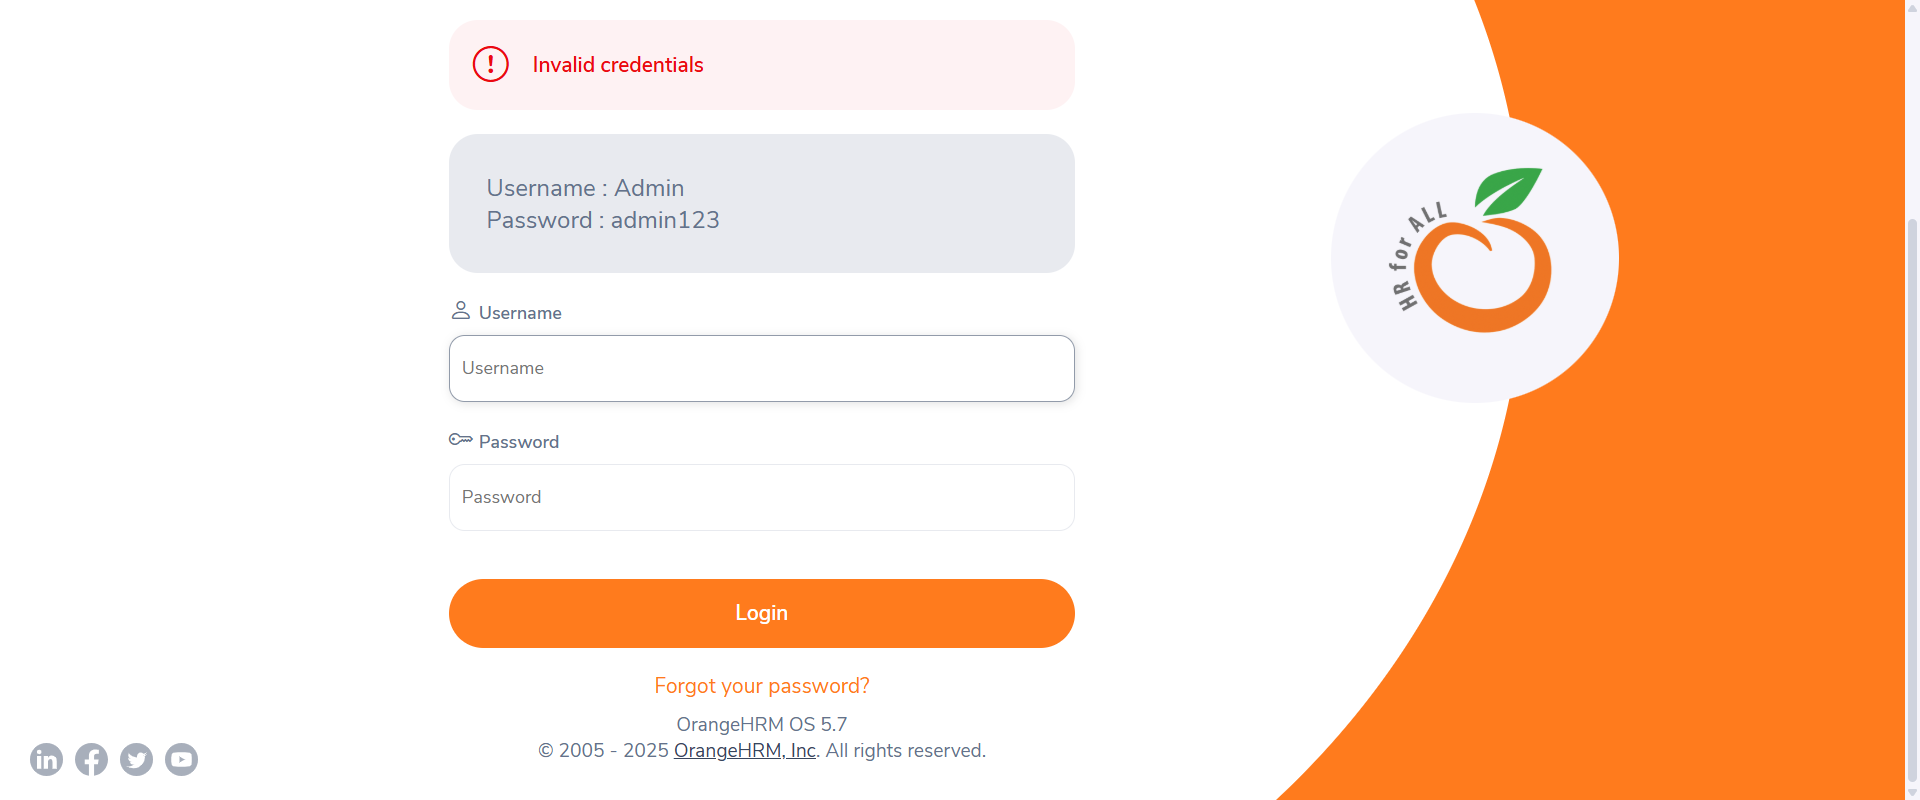 Invalid credentials
Username : Admin
Password : admin123
Username
Username
Password
Password
Login
Forgot your password?
OrangeHRM OS 5.7
© 2005 - 2025 OrangeHRM, Inc. All rights reserved.
HR for ALL